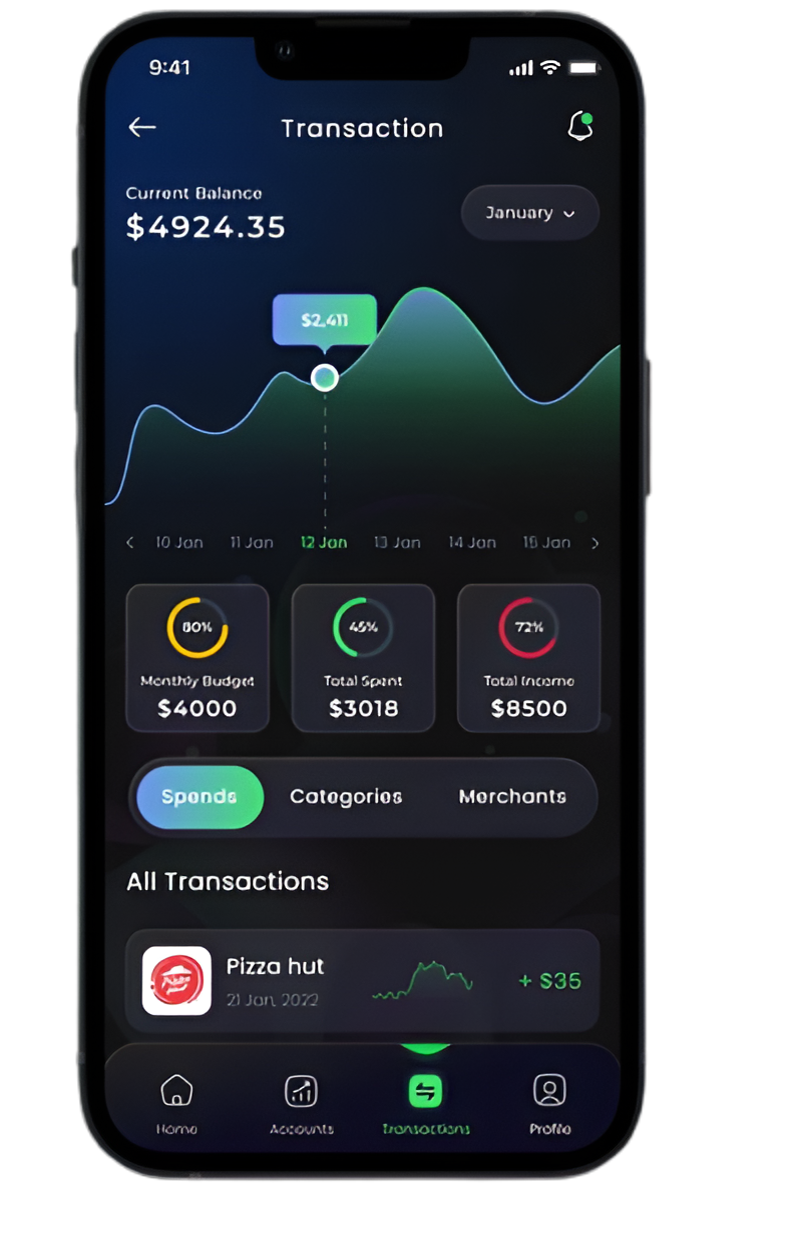 9:41
Transaction
Current Balance
$4924.35
January
$2,411
10 Jan 11 Jan 12 Jan 13 Jan 14 Jan 15 Jan
80% 45% 72%
Monthly Budget Total Spent Total Income
$4000 $3018 $8500
Spends Categories Merchants
All Transactions
Pizza hut
21 Jan, 2022
+ $35
Home Accounts Transactions Profile